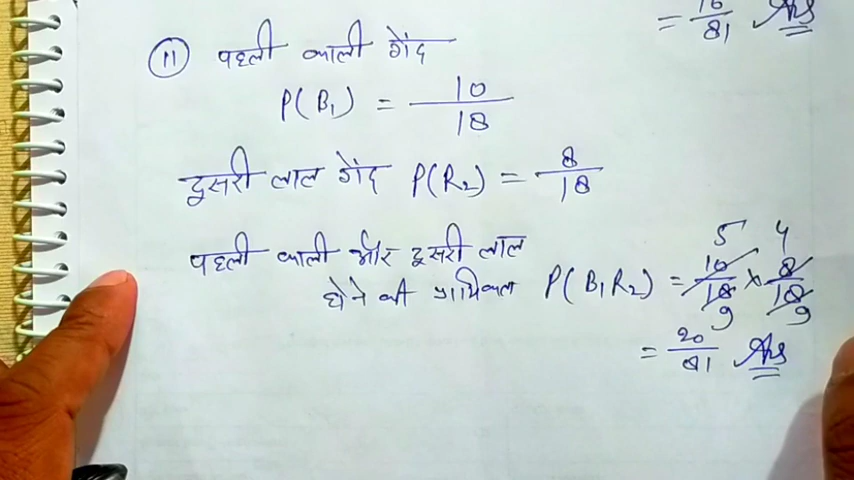 = 16/81 Ans
(11) पहली काली गेंद
P(B₁) = 10/18
दूसरी लाल गेंद P(R₂) = 8/18
पहली काली और दूसरी लाल
होने की प्रायिकता P(B₁R₂) = 10/18 × 8/18 5 4 9 9
= 20/81 Ans